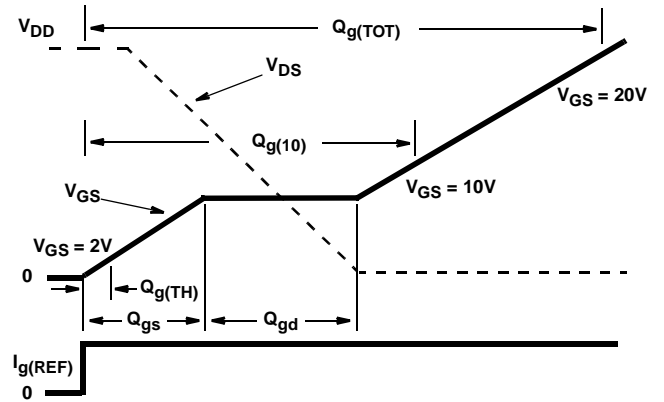 V_DD
Q_g(TOT)
V_DS
V_GS = 20V
Q_g(10)
V_GS
V_GS = 10V
V_GS = 2V
0
Q_g(TH)
Q_gs
Q_gd
I_g(REF)
0